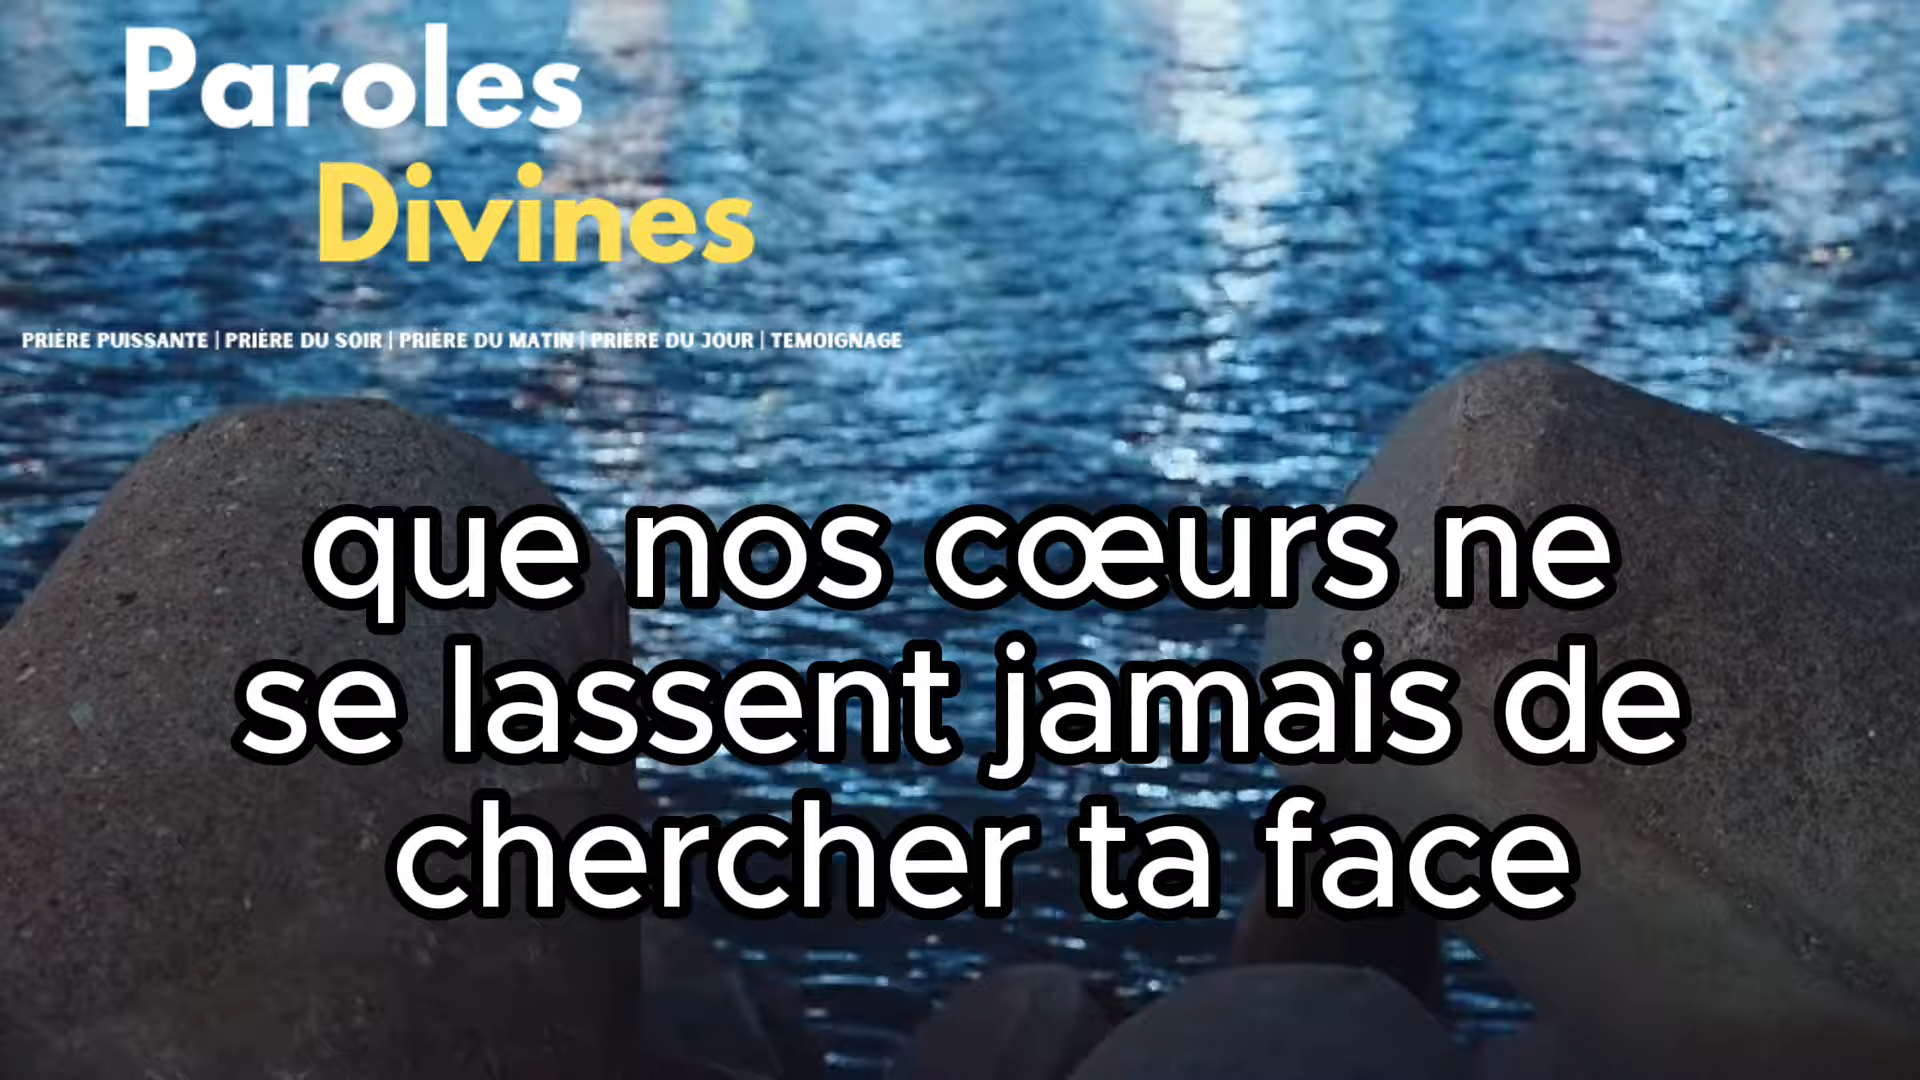 Paroles
Divines
PRIÈRE PUISSANTE | PRIÈRE DU SOIR | PRIÈRE DU MATIN | PRIÈRE DU JOUR | TEMOIGNAGE
que nos cœurs ne
se lassent jamais de
chercher ta face